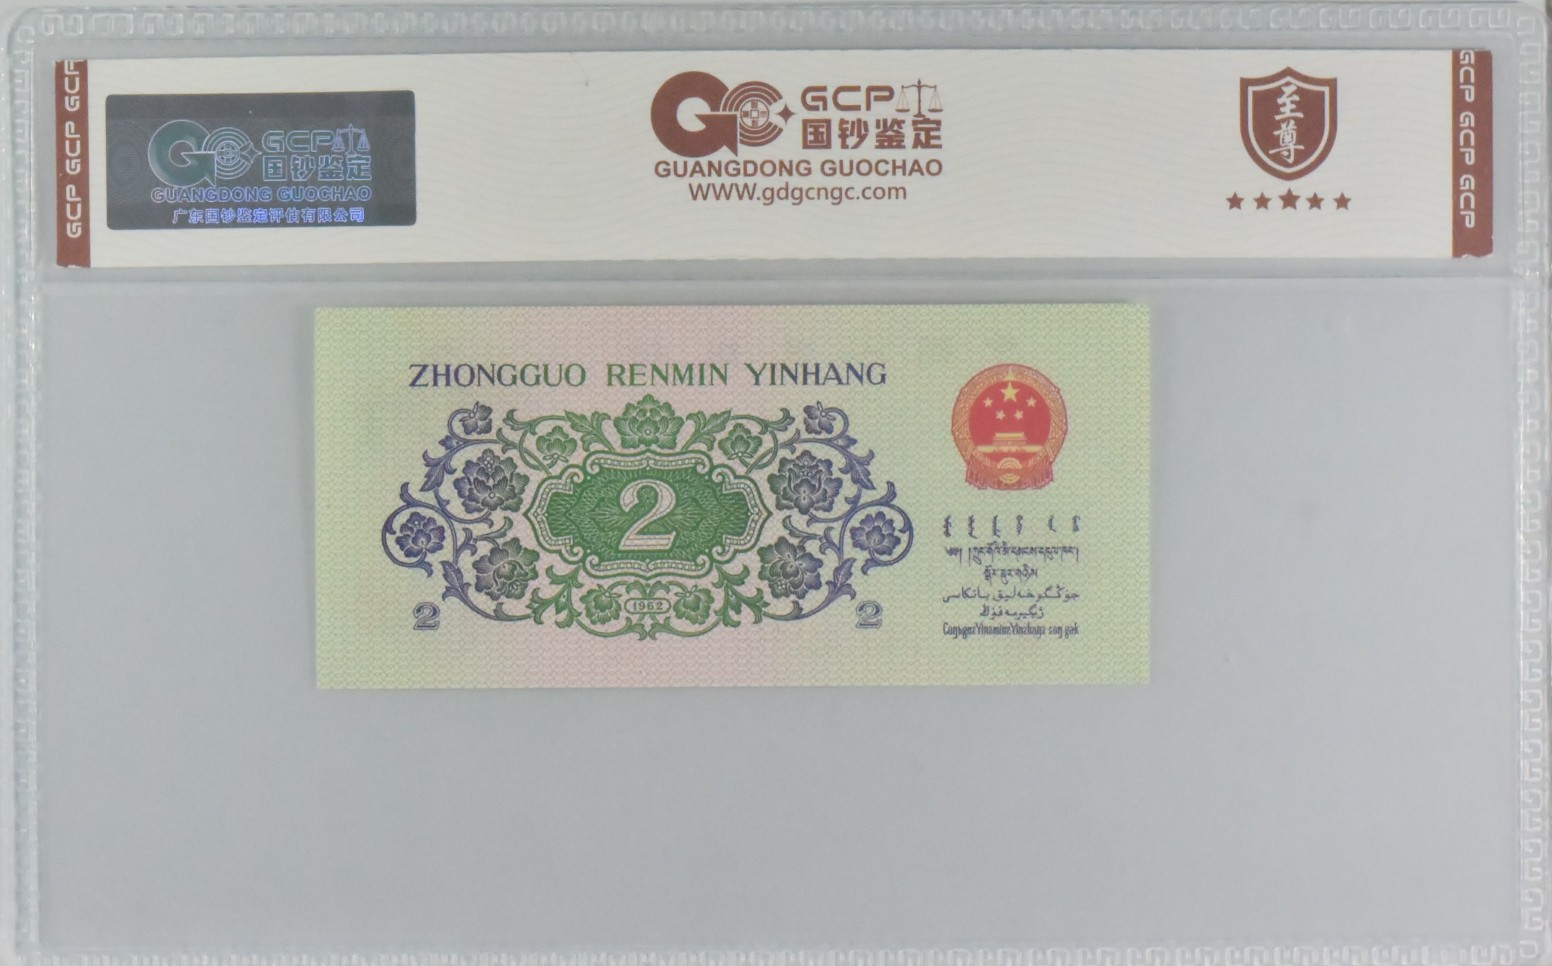 GCP GCP GCP
GCP
国钞鉴定
GUANGDONG GUOCHAO
广东国钞鉴定评估有限公司
GCP
国钞鉴定
GUANGDONG GUOCHAO
WWW.gdgcngc.com
至尊
GCP GCP GCP
ZHONGGUO RENMIN YINHANG
2
1962
2 2